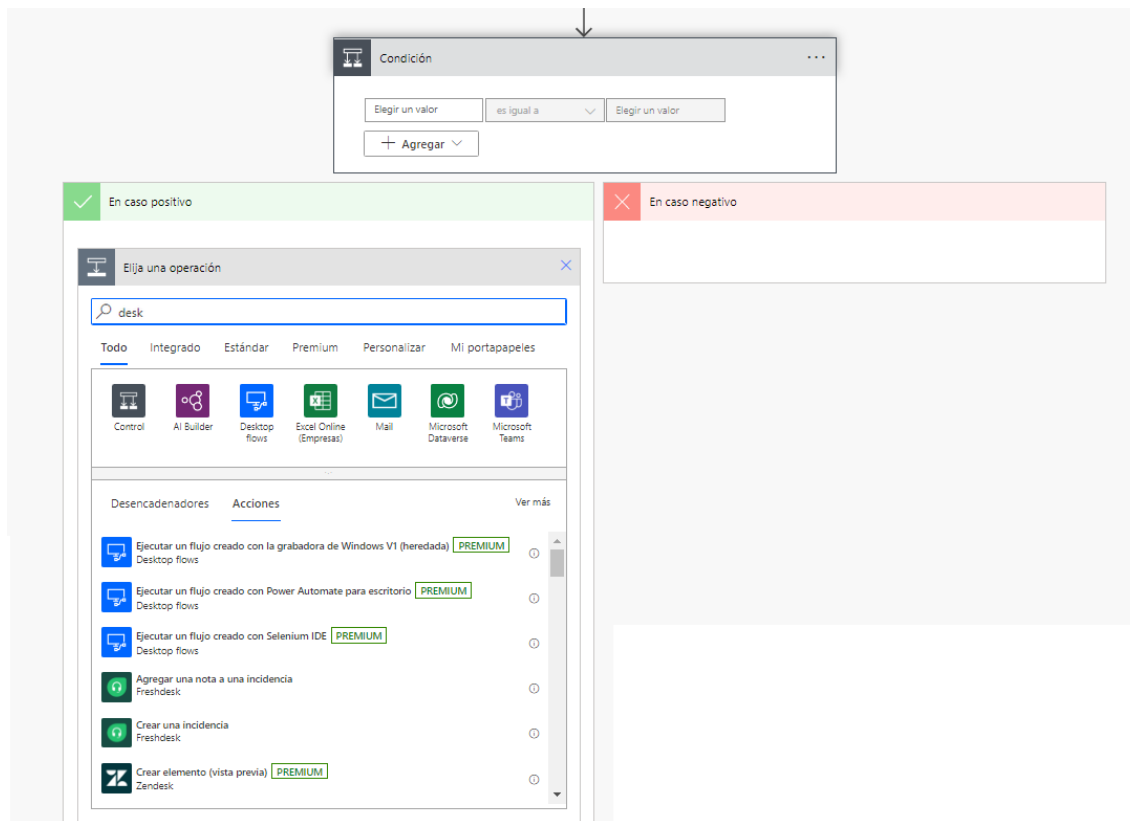 Condición
Elegir un valor
es igual a
Elegir un valor
Agregar
En caso positivo
En caso negativo
Elija una operación
desk
Todo
Integrado
Estándar
Premium
Personalizar
Mi portapapeles
Control
AI Builder
Desktop
flows
Excel Online
(Empresas)
Mail
Microsoft
Dataverse
Microsoft
Teams
Desencadenadores
Acciones
Ver más
Ejecutar un flujo creado con la grabadora de Windows V1 (heredada) PREMIUM
Desktop flows
Ejecutar un flujo creado con Power Automate para escritorio PREMIUM
Desktop flows
Ejecutar un flujo creado con Selenium IDE PREMIUM
Desktop flows
Agregar una nota a una incidencia
Freshdesk
Crear una incidencia
Freshdesk
Crear elemento (vista previa) PREMIUM
Zendesk